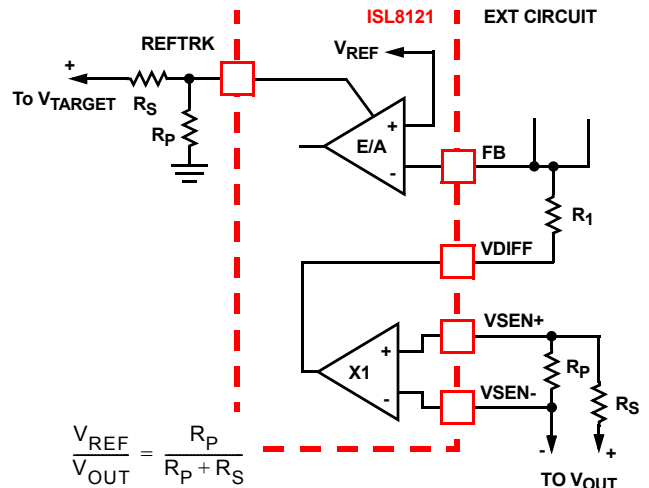 ISL8121 EXT CIRCUIT
REFTRK
VREF
+
To VTARGET
RS
RP
+
E/A
-
FB
R1
VDIFF
VSEN+
+
X1
-
VSEN-
RP
RS
- +
TO VOUT
VREF / VOUT = RP / (RP + RS)